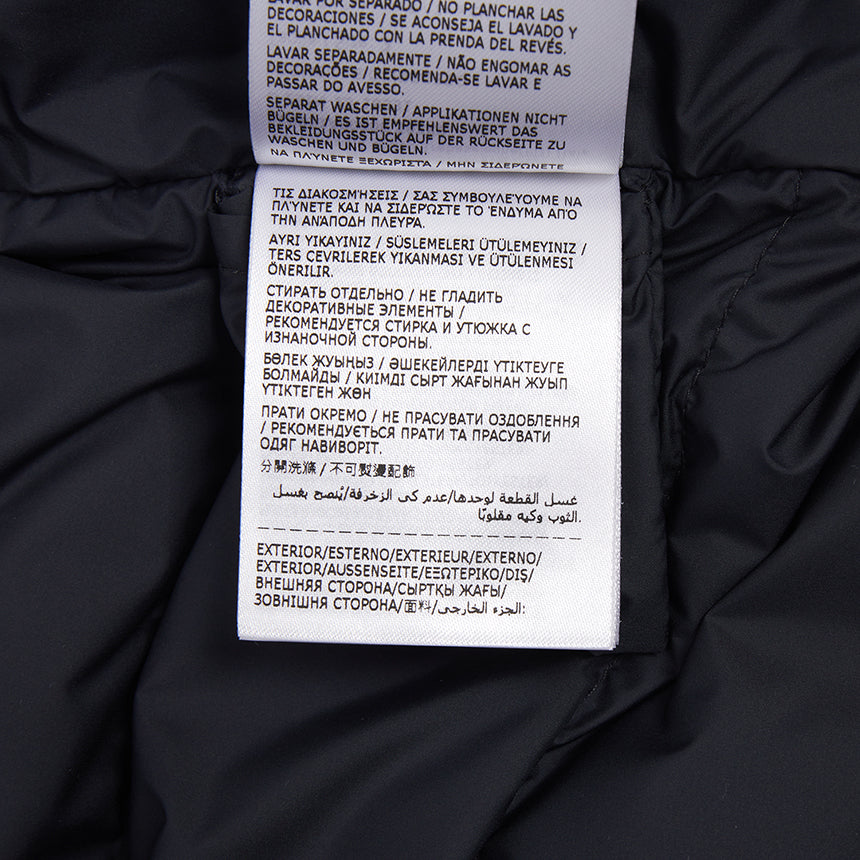 LAVAR POR SEPARADO / NO PLANCHAR LAS
DECORACIONES / SE ACONSEJA EL LAVADO Y
EL PLANCHADO CON LA PRENDA DEL REVÉS.
LAVAR SEPARADAMENTE / NÃO ENGOMAR AS
DECORAÇÕES / RECOMENDA-SE LAVAR E
PASSAR DO AVESSO.
SEPARAT WASCHEN / APPLIKATIONEN NICHT
BÜGELN / ES IST EMPFEHLENSWERT DAS
BEKLEIDUNGSSTÜCK AUF DER RÜCKSEITE ZU
WASCHEN UND BÜGELN.
ΝΑ ΠΛΥΝΕΤΕ ΞΕΧΩΡΙΣΤΑ / ΜΗΝ ΣΙΔΕΡΏΝΕΤΕ
ΤΙΣ ΔΙΑΚΟΣΜΉΣΕΙΣ / ΣΑΣ ΣΥΜΒΟΥΛΕΎΟΥΜΕ ΝΑ
ΠΛΎΝΕΤΕ ΚΑΙ ΝΑ ΣΙΔΕΡΏΣΤΕ ΤΟ ΈΝΔΥΜΑ ΑΠΌ
ΤΗΝ ΑΝΆΠΟΔΗ ΠΛΕΥΡΆ.
AYRI YIKAYINIZ / SÜSLEMELERİ ÜTÜLEMEYINIZ /
TERS ÇEVRILEREK YIKANMASI VE ÜTÜLENMESI
ÖNERILIR.
СТИРАТЬ ОТДЕЛЬНО / НЕ ГЛАДИТЬ
ДЕКОРАТИВНЫЕ ЭЛЕМЕНТЫ /
РЕКОМЕНДУЕТСЯ СТИРКА И УТЮЖКА С
ИЗНАНОЧНОЙ СТОРОНЫ.
БӨЛЕК ЖУЫҢЫЗ / ӘШЕКЕЙЛЕРДІ ҮТІКТЕУГЕ
БОЛМАЙДЫ / КИІМДІ СЫРТ ЖАҒЫНАН ЖУЫП
ҮТІКТЕГЕН ЖӨН
ПРАТИ ОКРЕМО / НЕ ПРАСУВАТИ ОЗДОБЛЕННЯ
/ РЕКОМЕНДУЄТЬСЯ ПРАТИ ТА ПРАСУВАТИ
ОДЯГ НАВИВОРІТ.
分開洗滌 / 不可熨燙配飾
غسل القطعة لوحدها/عدم كي الزخرفة/يُنصح بغسل
الثوب وكيه مقلوبًا.
EXTERIOR/ESTERNO/EXTERIEUR/EXTERNO/
EXTERIOR/AUSSENSEITE/ΕΞΩΤΕΡΙΚΟ/DIŞ/
ВНЕШНЯЯ СТОРОНА/СЫРТҚЫ ЖАҒЫ/
ЗОВНІШНЯ СТОРОНА/面料/الجزء الخارجي: